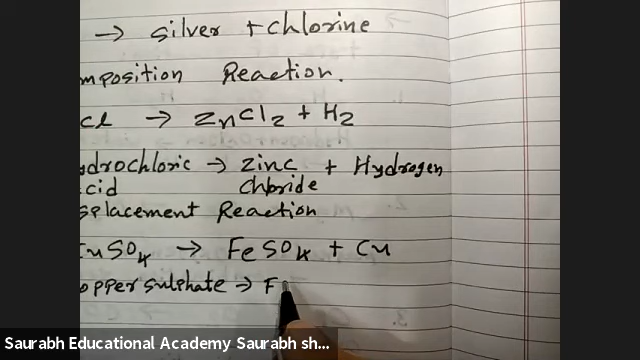 → silver + chlorine
mposition Reaction.
cl → ZnCl2 + H2
ydrochloric → zinc + Hydrogen
cid chloride
splacement Reaction
CuSO4 → FeSO4 + Cu
opper sulphate → F
Saurabh Educational Academy Saurabh sh...